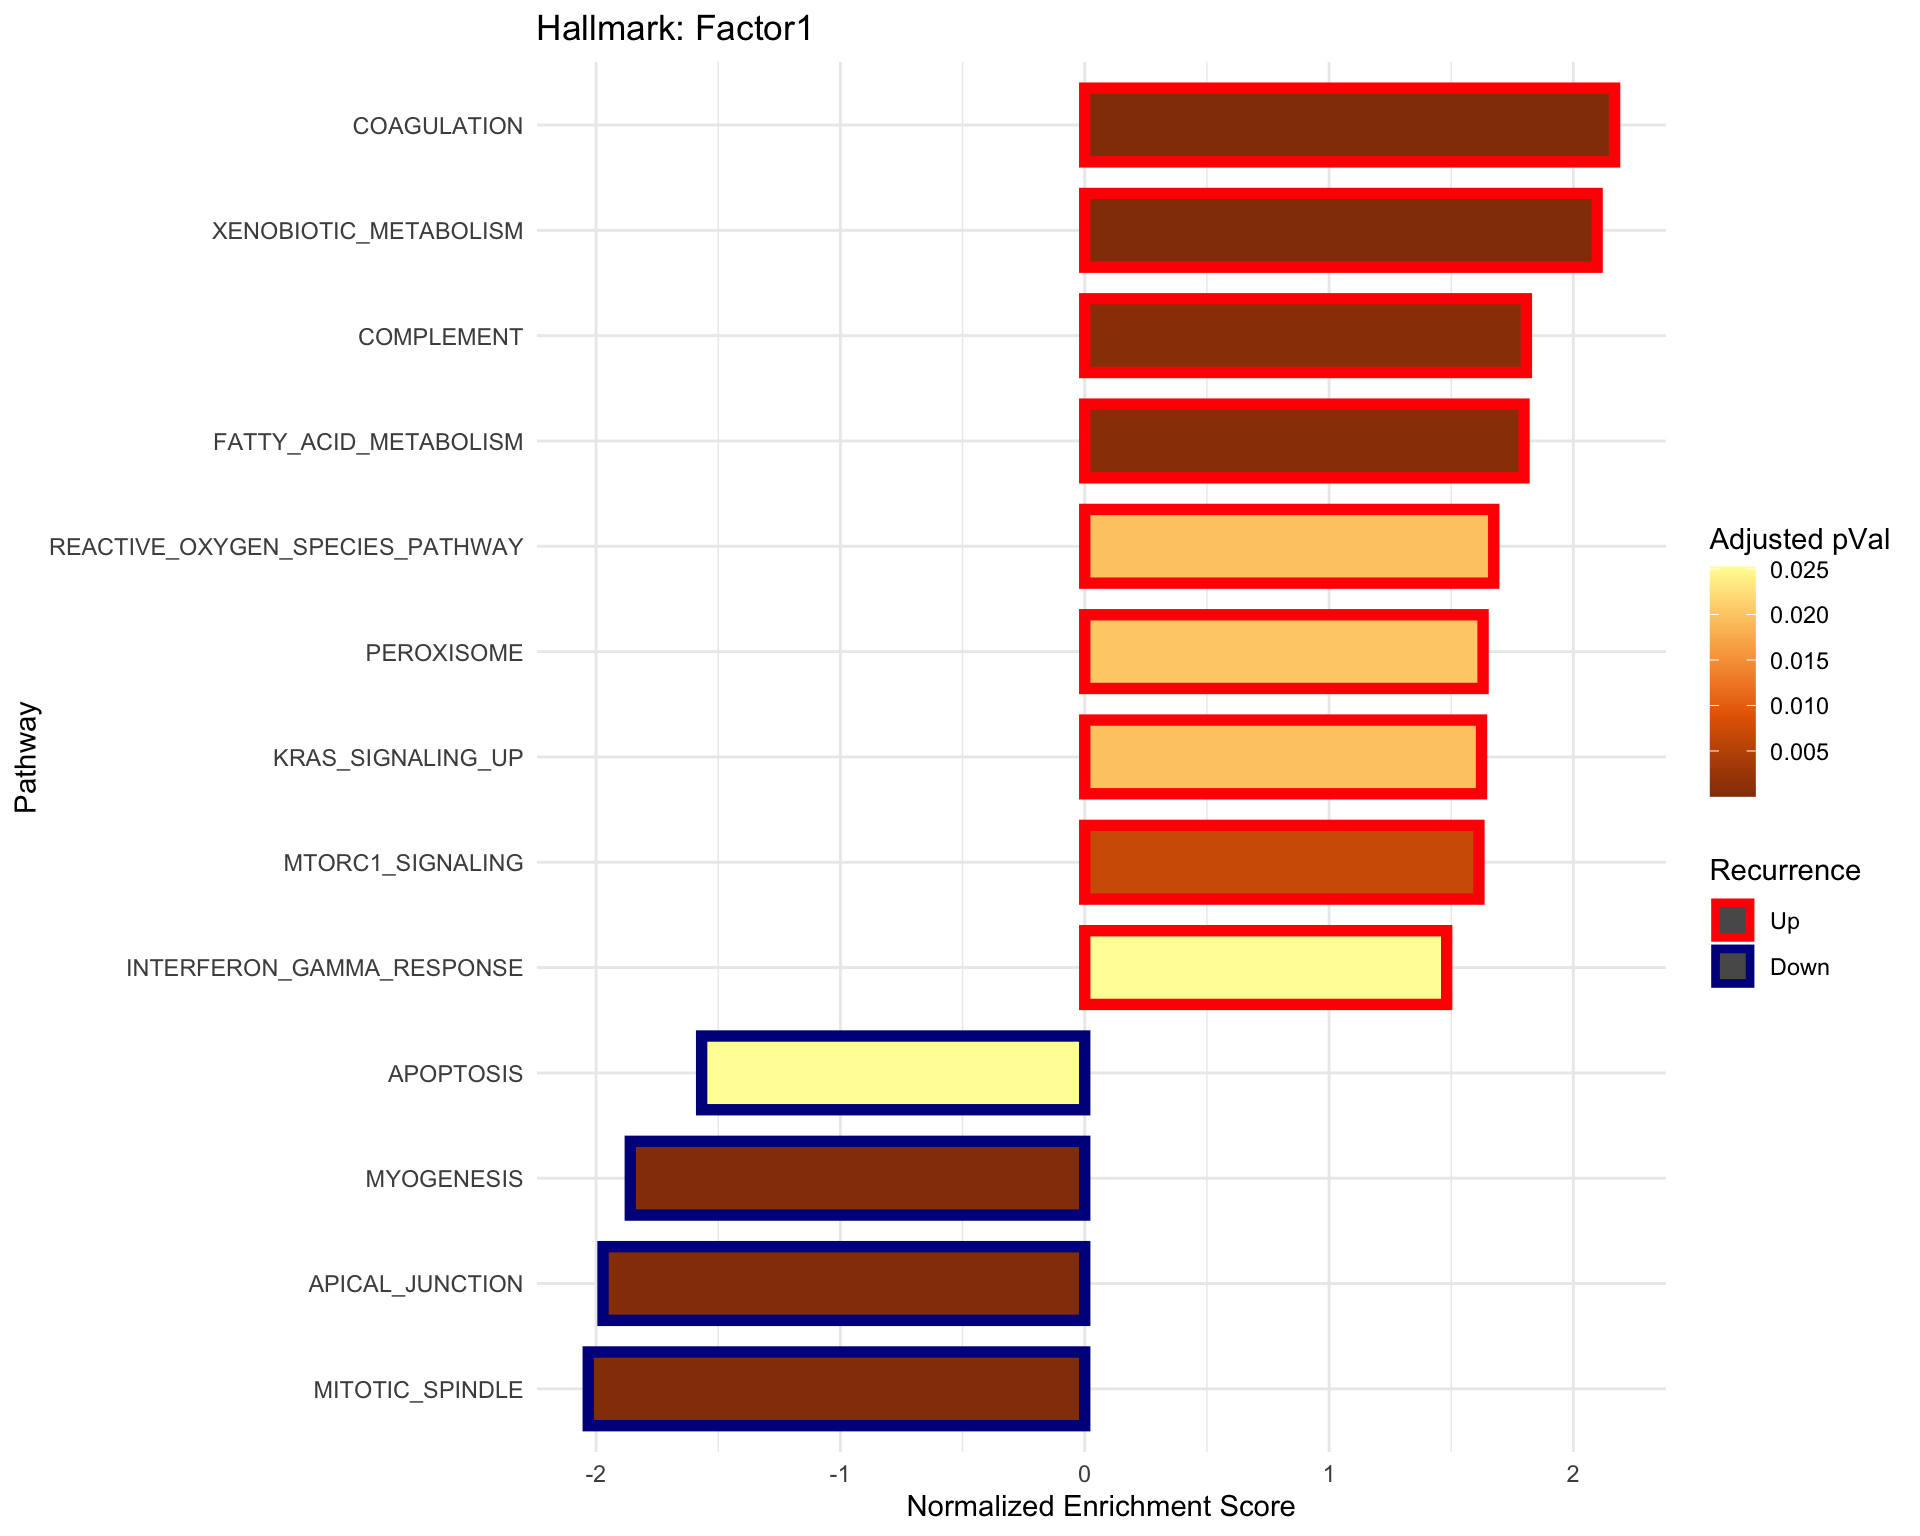 Hallmark: Factor1
COAGULATION
XENOBIOTIC_METABOLISM
COMPLEMENT
FATTY_ACID_METABOLISM
REACTIVE_OXYGEN_SPECIES_PATHWAY
PEROXISOME
KRAS_SIGNALING_UP
MTORC1_SIGNALING
INTERFERON_GAMMA_RESPONSE
APOPTOSIS
MYOGENESIS
APICAL_JUNCTION
MITOTIC_SPINDLE
Pathway
-2 -1 0 1 2
Normalized Enrichment Score
Adjusted pVal
0.025
0.020
0.015
0.010
0.005
Recurrence
Up
Down